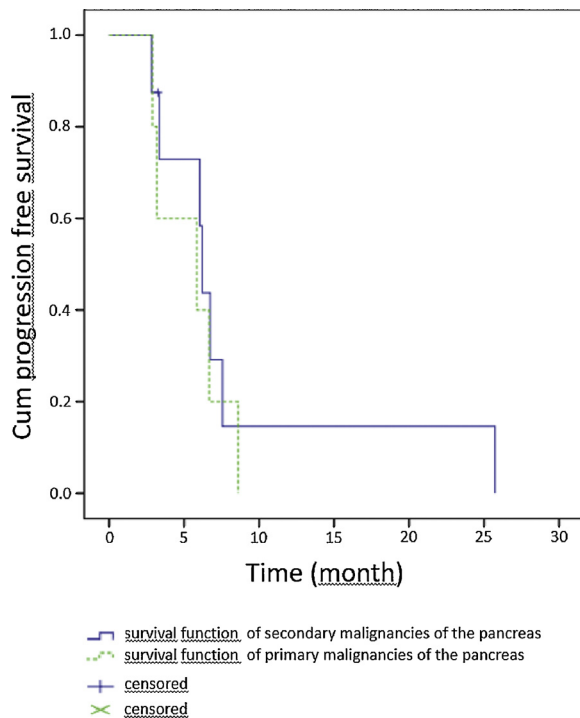 Cum progression free survival
1.0
0.8
0.6
0.4
0.2
0.0
0 5 10 15 20 25 30
Time (month)
survival function of secondary malignancies of the pancreas
survival function of primary malignancies of the pancreas
censored
censored